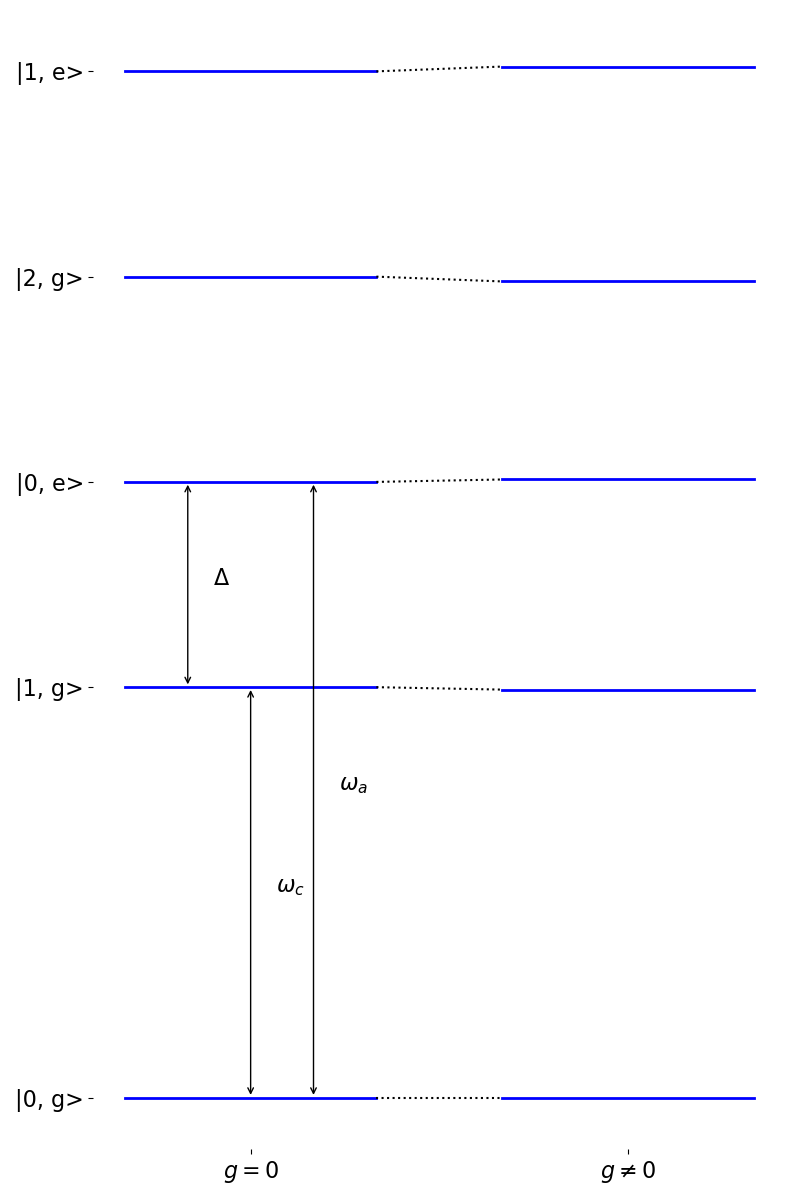 |1, e>
|2, g>
|0, e>
Δ
|1, g>
ω_a
ω_c
|0, g>
g = 0
g ≠ 0